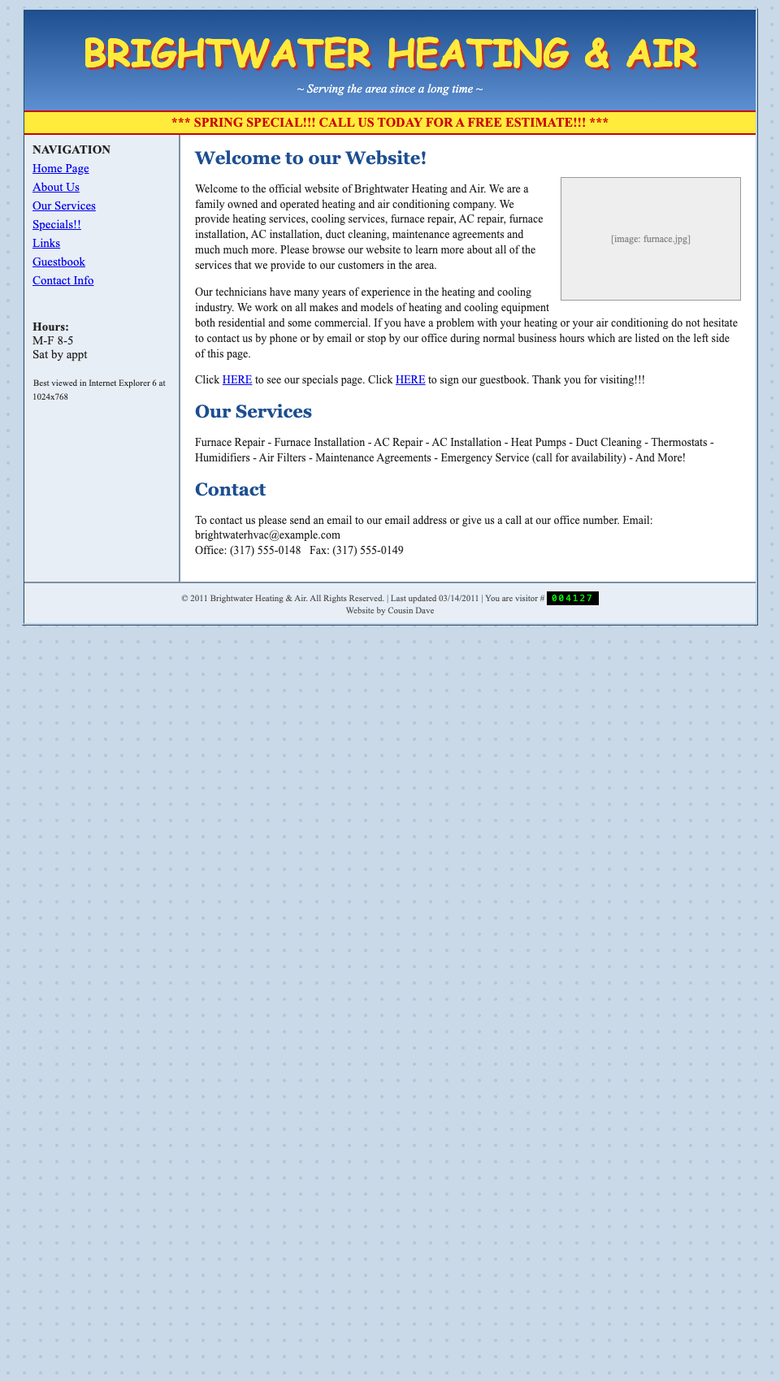 BRIGHTWATER HEATING & AIR
~ Serving the area since a long time ~
*** SPRING SPECIAL!!! CALL US TODAY FOR A FREE ESTIMATE!!! ***
NAVIGATION
Home Page
About Us
Our Services
Specials!!
Links
Guestbook
Contact Info
Hours:
M-F 8-5
Sat by appt
Best viewed in Internet Explorer 6 at
1024x768
Welcome to our Website!
Welcome to the official website of Brightwater Heating and Air. We are a
family owned and operated heating and air conditioning company. We
provide heating services, cooling services, furnace repair, AC repair, furnace
installation, AC installation, duct cleaning, maintenance agreements and
much much more. Please browse our website to learn more about all of the
services that we provide to our customers in the area.
[image: furnace.jpg]
Our technicians have many years of experience in the heating and cooling
industry. We work on all makes and models of heating and cooling equipment
both residential and some commercial. If you have a problem with your heating or your air conditioning do not hesitate
to contact us by phone or by email or stop by our office during normal business hours which are listed on the left side
of this page.
Click HERE to see our specials page. Click HERE to sign our guestbook. Thank you for visiting!!!
Our Services
Furnace Repair - Furnace Installation - AC Repair - AC Installation - Heat Pumps - Duct Cleaning - Thermostats -
Humidifiers - Air Filters - Maintenance Agreements - Emergency Service (call for availability) - And More!
Contact
To contact us please send an email to our email address or give us a call at our office number. Email:
brightwaterhvac@example.com
Office: (317) 555-0148 Fax: (317) 555-0149
© 2011 Brightwater Heating & Air. All Rights Reserved. | Last updated 03/14/2011 | You are visitor # 004127
Website by Cousin Dave